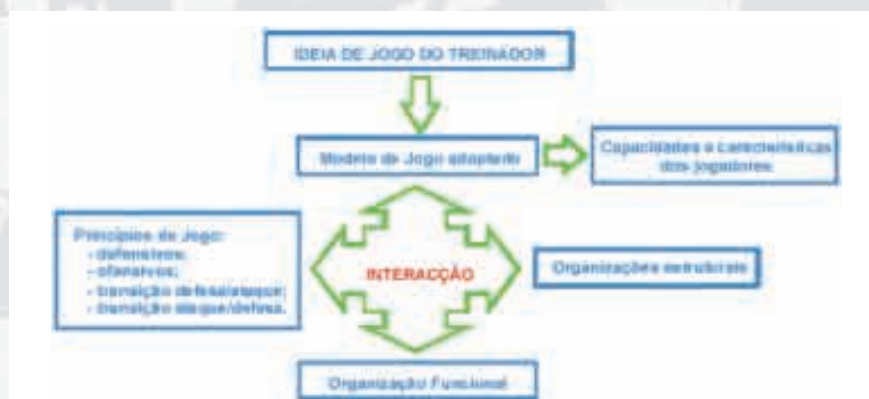 IDEIA DE JOGO DO TREINADOR
Modelo de Jogo adoptado
Capacidades e características
dos jogadores
Princípios de Jogo:
- defensivos;
- ofensivos;
- transição defesa/ataque;
- transição ataque/defesa.
INTERACÇÃO
Organizações estruturais
Organização Funcional